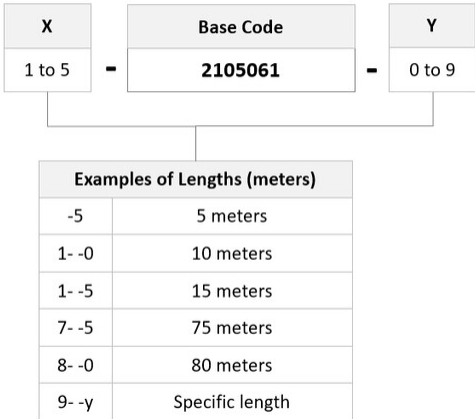 X Base Code Y
1 to 5 - 2105061 - 0 to 9
Examples of Lengths (meters)
-5 5 meters
1- -0 10 meters
1- -5 15 meters
7- -5 75 meters
8- -0 80 meters
9- -y Specific length